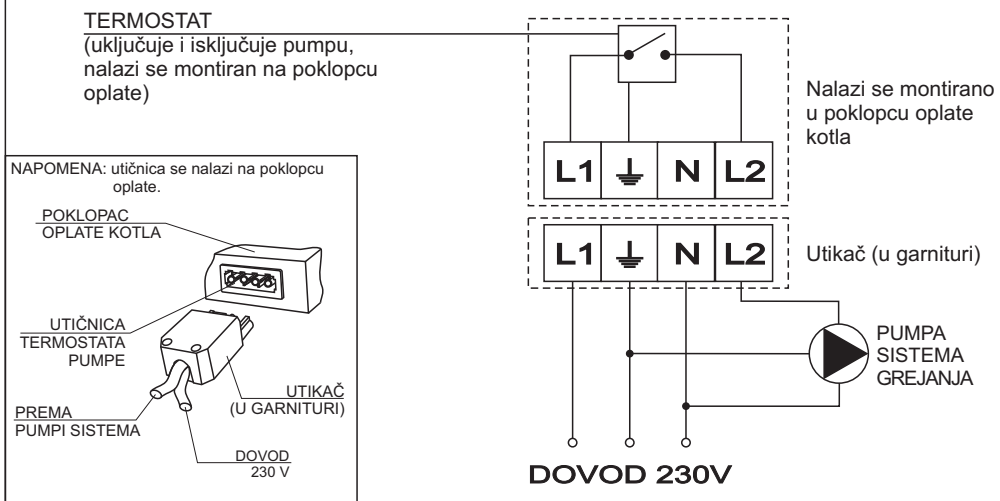 TERMOSTAT
(uključuje i isključuje pumpu,
nalazi se montiran na poklopcu
oplate)
Nalazi se montirano
u poklopcu oplate
kotla
L1 N L2
L1 N L2
Utikač (u garnituri)
PUMPA
SISTEMA
GREJANJA
DOVOD 230V
NAPOMENA: utičnica se nalazi na poklopcu
oplate.
POKLOPAC
OPLATE KOTLA
UTIČNICA
TERMOSTATA
PUMPE
UTIKAČ
(U GARNITURI)
PREMA
PUMPI SISTEMA
DOVOD
230 V